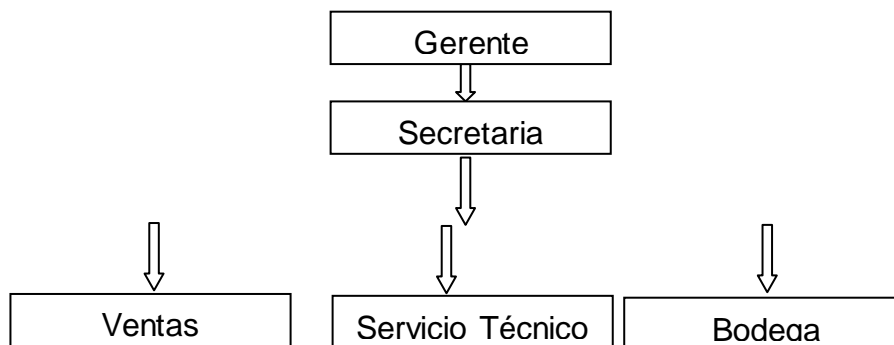 Gerente
Secretaria
Ventas
Servicio Técnico
Bodega